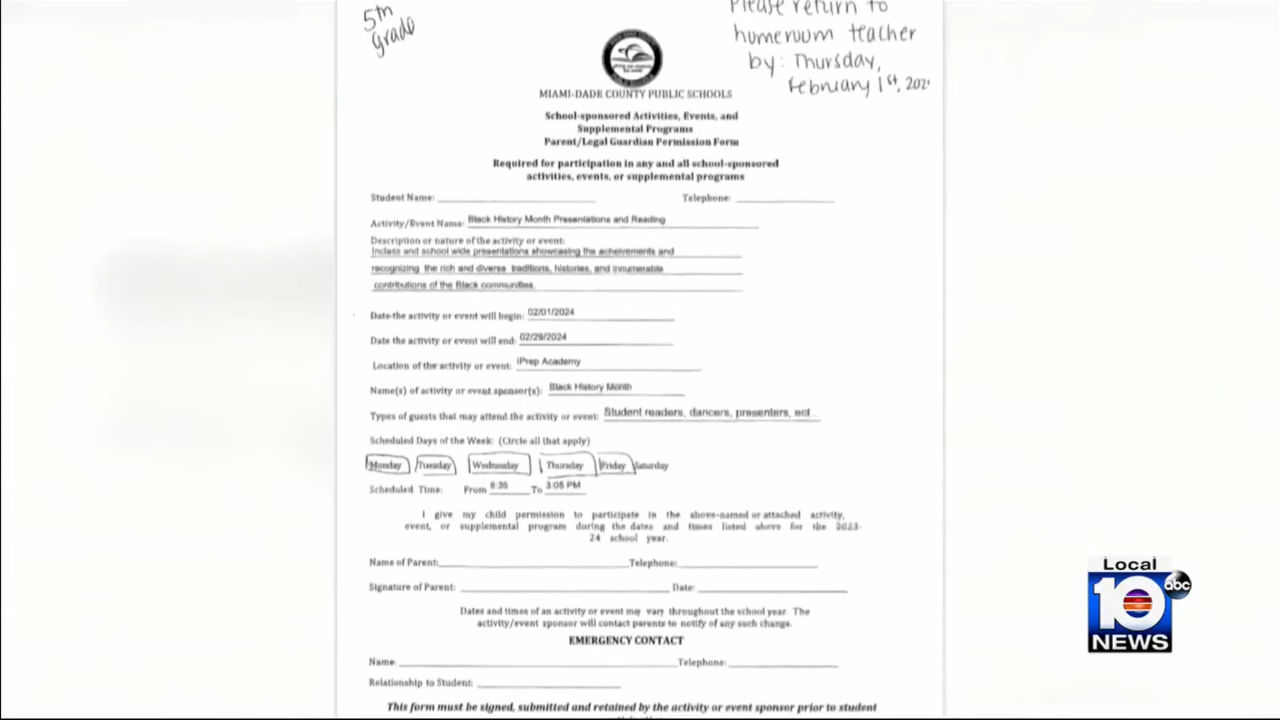 5th
grade
Please return to
homeroom teacher
by: Thursday,
February 1st, 202
MIAMI-DADE COUNTY PUBLIC SCHOOLS
School-sponsored Activities, Events, and
Supplemental Programs
Parent/Legal Guardian Permission Form
Required for participation in any and all school-sponsored
activities, events, or supplemental programs
Student Name: Telephone:
Activity/Event Name: Black History Month Presentations and Reading
Description or nature of the activity or event:
Inclass and school wide presentations showcasing the acheivements and
recognizing the rich and diverse traditions, histories, and innumerable
contributions of the Black communities.
Date the activity or event will begin: 02/01/2024
Date the activity or event will end: 02/29/2024
Location of the activity or event: iPrep Academy
Name(s) of activity or event sponsor(s): Black History Month
Types of guests that may attend the activity or event: Student readers, dancers, presenters, ect...
Scheduled Days of the Week: (Circle all that apply)
Monday Tuesday Wednesday Thursday Friday Saturday
Scheduled Time: From 8:35 To 3:05 PM
I give my child permission to participate in the above-named or attached activity,
event, or supplemental program during the dates and times listed above for the 2023-
24 school year.
Name of Parent: Telephone:
Signature of Parent: Date:
Dates and times of an activity or event may vary throughout the school year. The
activity/event sponsor will contact parents to notify of any such change.
EMERGENCY CONTACT
Name: Telephone:
Relationship to Student:
This form must be signed, submitted and retained by the activity or event sponsor prior to student
Local
10 abc
NEWS